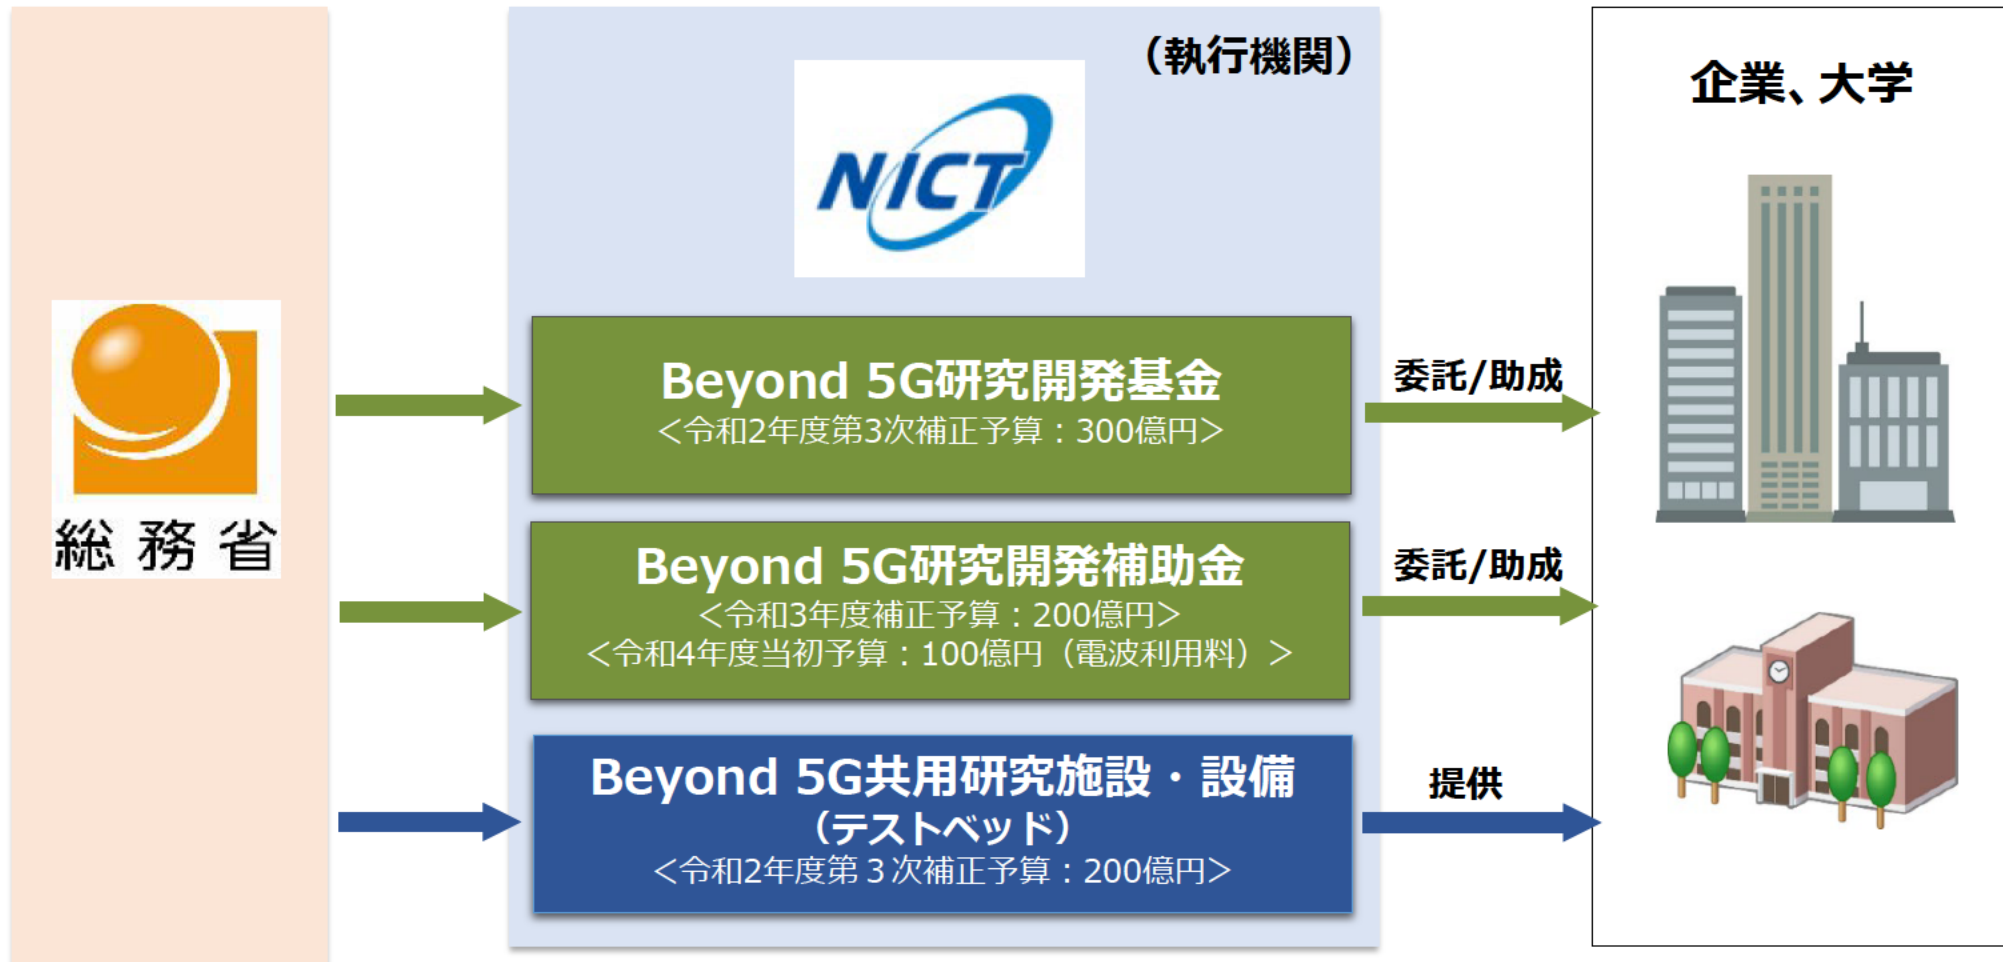 総務省
（執行機関）
NICT
Beyond 5G研究開発基金
＜令和2年度第3次補正予算：300億円＞
委託/助成
Beyond 5G研究開発補助金
＜令和3年度補正予算：200億円＞
＜令和4年度当初予算：100億円（電波利用料）＞
委託/助成
Beyond 5G共用研究施設・設備
（テストベッド）
＜令和2年度第３次補正予算：200億円＞
提供
企業、大学